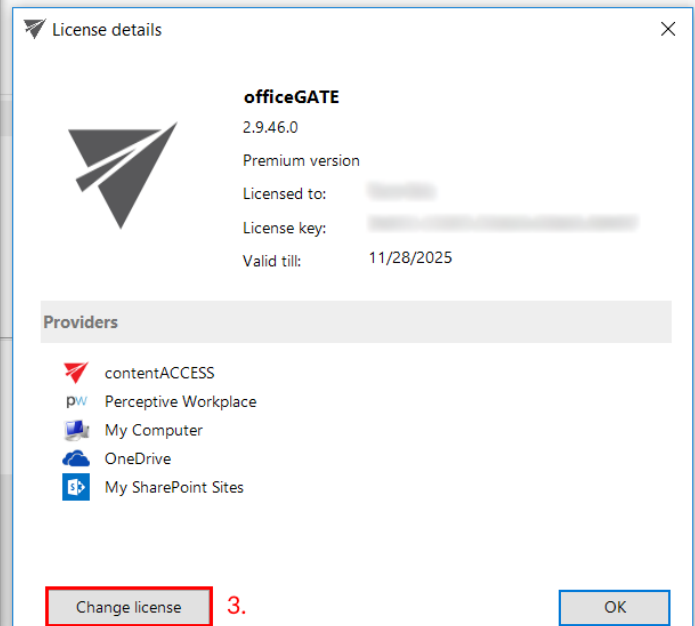 License details
officeGATE
2.9.46.0
Premium version
Licensed to:
License key:
Valid till: 11/28/2025
Providers
contentACCESS
pw Perceptive Workplace
My Computer
OneDrive
S My SharePoint Sites
Change license 3. OK